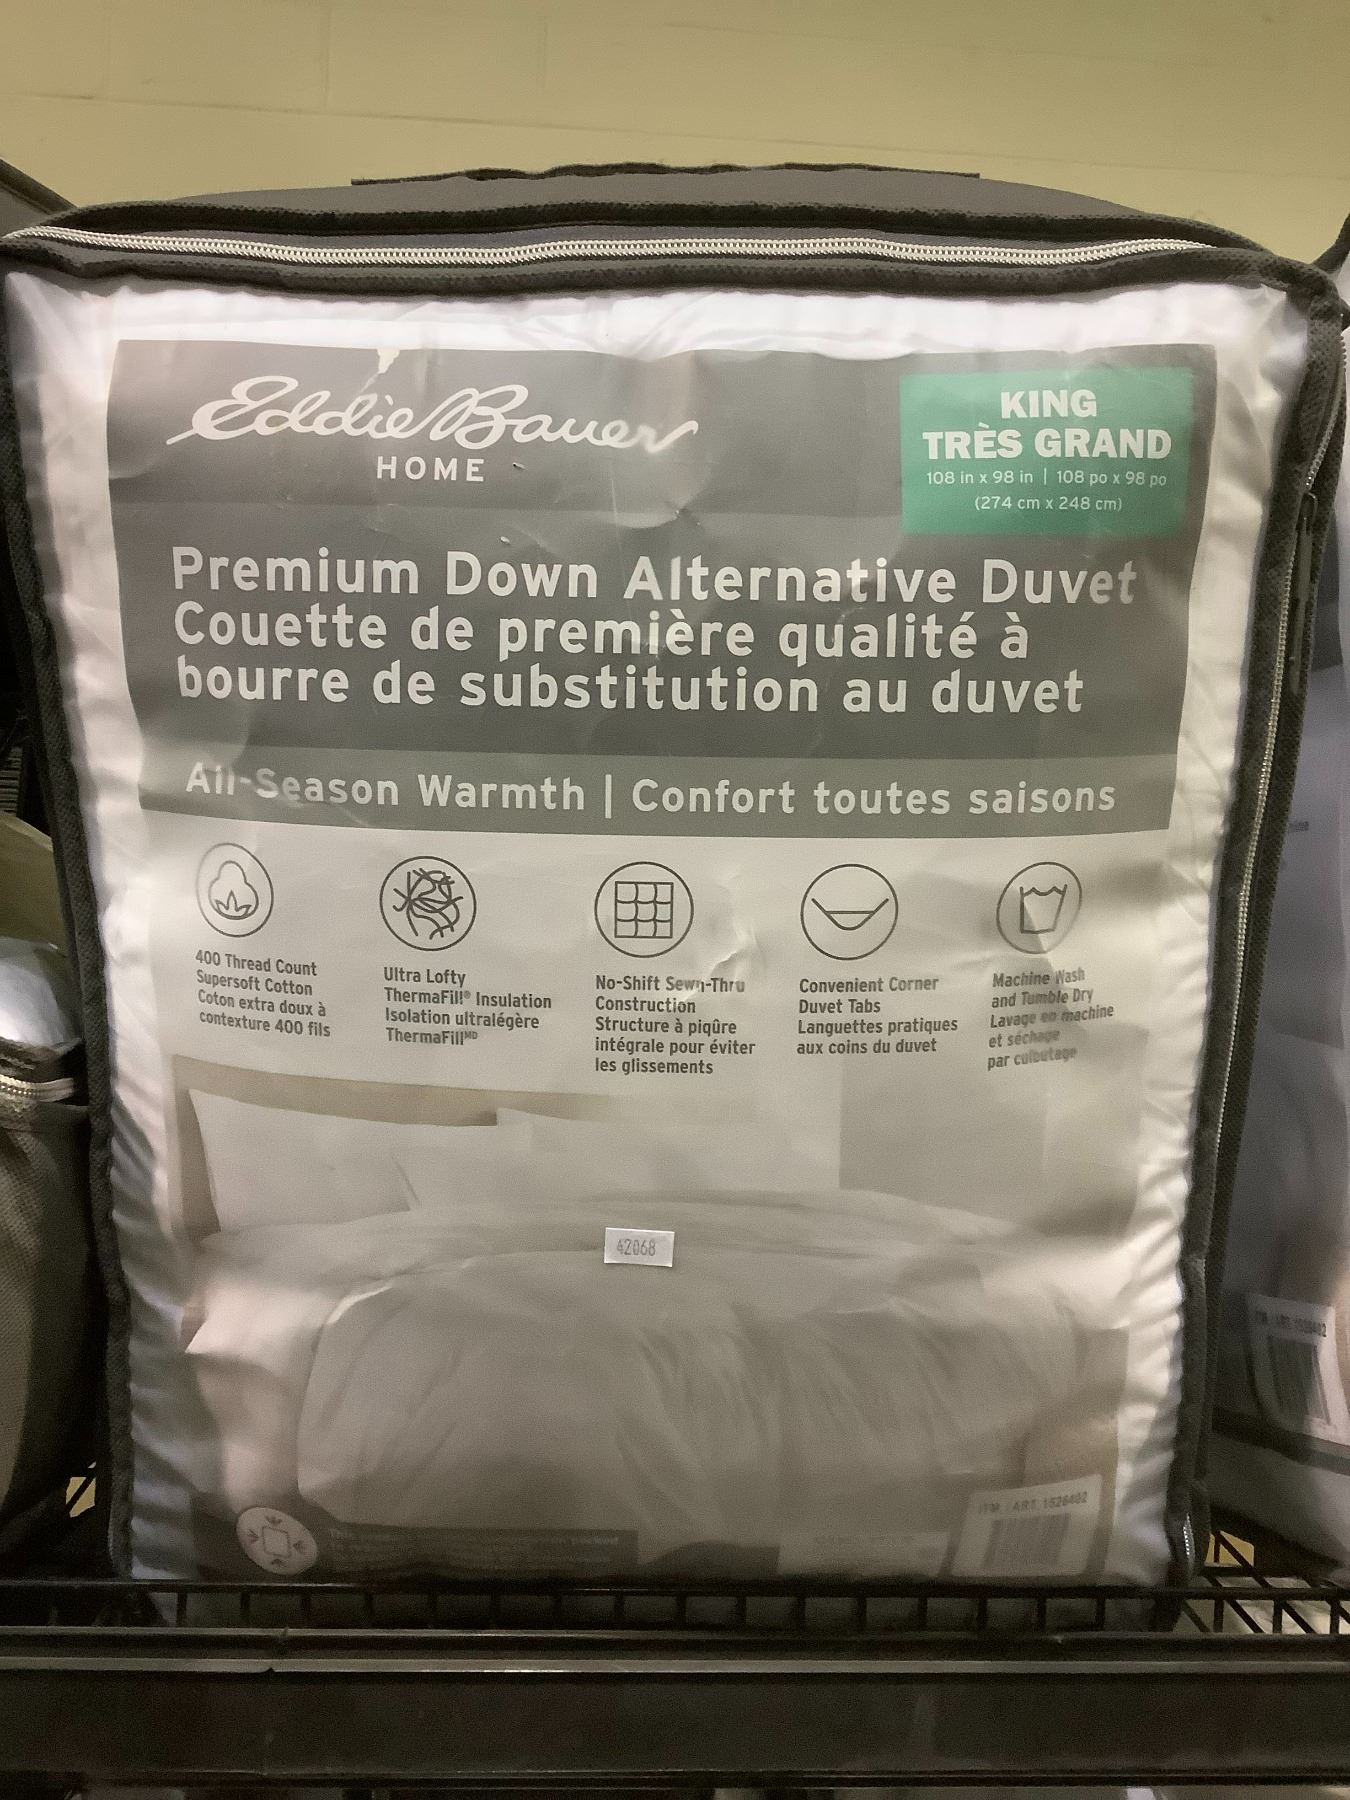 Eddie Bauer
HOME
KING
TRÈS GRAND
108 in x 98 in | 108 po x 98 po
(274 cm x 248 cm)
Premium Down Alternative Duvet
Couette de première qualité à
bourre de substitution au duvet
All-Season Warmth | Confort toutes saisons
400 Thread Count
Supersoft Cotton
Coton extra doux à
contexture 400 fils
Ultra Lofty
ThermaFill® Insulation
Isolation ultralégère
ThermaFillᴹᴰ
No-Shift Sewn-Thru
Construction
Structure à piqûre
intégrale pour éviter
les glissements
Convenient Corner
Duvet Tabs
Languettes pratiques
aux coins du duvet
Machine Wash
and Tumble Dry
Lavage en machine
et séchage
par culbutage
42068
ITM. / ART. 1526402